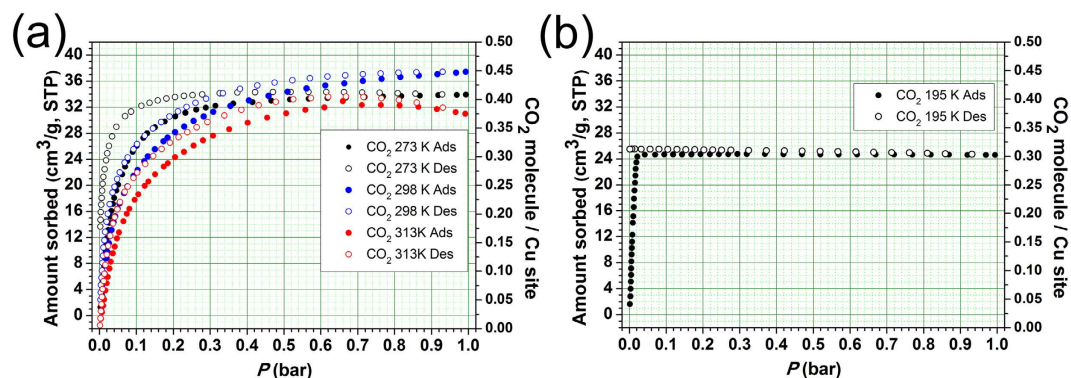 (a)
Amount sorbed (cm³/g, STP)
40
36
32
28
24
20
16
12
8
4
0
0.50
0.45
0.40
0.35
0.30
0.25
0.20
0.15
0.10
0.05
0.00
CO₂ molecule / Cu site
CO₂ 273 K Ads
CO₂ 273 K Des
CO₂ 298 K Ads
CO₂ 298 K Des
CO₂ 313K Ads
CO₂ 313K Des
0.0 0.1 0.2 0.3 0.4 0.5 0.6 0.7 0.8 0.9 1.0
P (bar)
(b)
Amount sorbed (cm³/g, STP)
40
36
32
28
24
20
16
12
8
4
0
0.50
0.45
0.40
0.35
0.30
0.25
0.20
0.15
0.10
0.05
0.00
CO₂ molecule / Cu site
CO₂ 195 K Ads
CO₂ 195 K Des
0.0 0.1 0.2 0.3 0.4 0.5 0.6 0.7 0.8 0.9 1.0
P (bar)